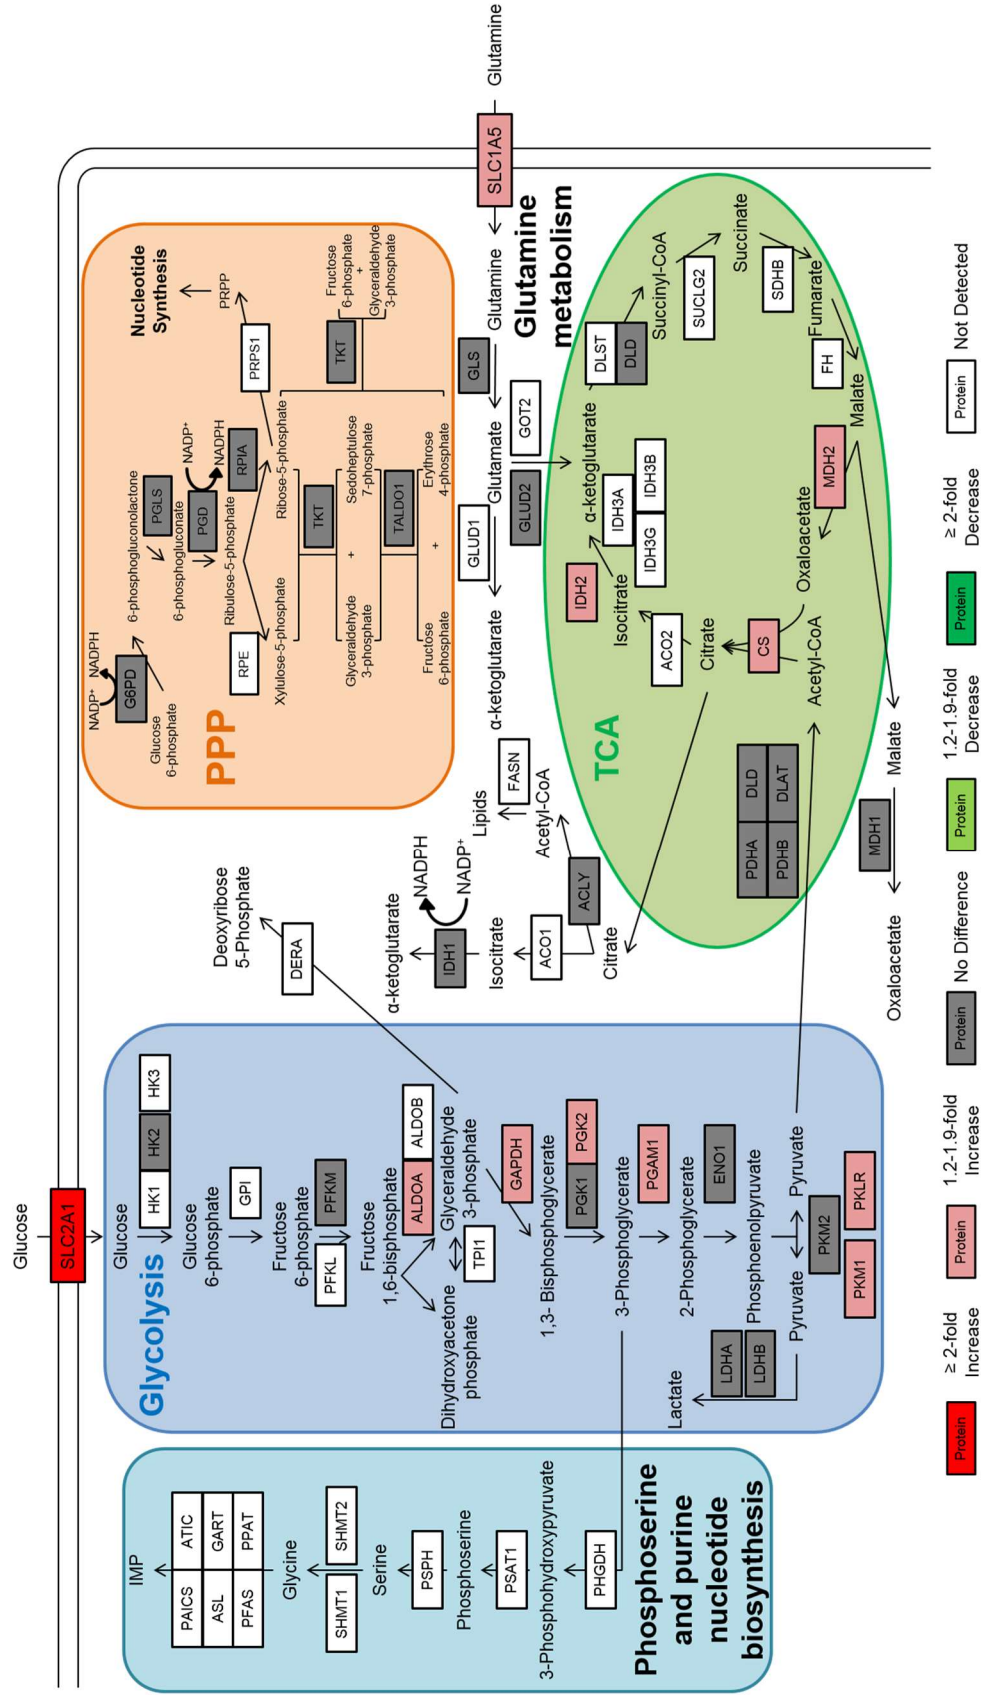 Glucose
SLC2A1
Glycolysis
Glucose
HK1
HK2
HK3
Glucose
6-phosphate
GPI
Fructose
6-phosphate
PFKL
PFKM
Fructose
1,6-bisphosphate
ALDOA
ALDOB
Dihydroxyacetone
phosphate
TPI1
Glyceraldehyde
3-phosphate
GAPDH
1,3- Bisphosphoglycerate
PGK1
PGK2
3-Phosphoglycerate
PGAM1
2-Phosphoglycerate
ENO1
Phosphoenolpyruvate
Lactate
LDHA
LDHB
Pyruvate
Pyruvate
PKM2
PKM1
PKLR
IMP
PAICS
ATIC
ASL
GART
PFAS
PPAT
Glycine
SHMT1
SHMT2
Serine
PSPH
Phosphoserine
PSAT1
3-Phosphohydroxypyruvate
PHGDH
Phosphoserine
and purine
nucleotide
biosynthesis
Deoxyribose
5-Phosphate
DERA
α-ketoglutarate
IDH1
NADPH
NADP⁺
Isocitrate
ACO1
Citrate
ACLY
Acetyl-CoA
FASN
Lipids
PPP
NADP⁺
NADPH
G6PD
Glucose
6-phosphate
6-phosphogluconolactone
PGLS
6-phosphogluconate
PGD
NADP⁺
NADPH
Ribulose-5-phosphate
RPE
RPIA
Xylulose-5-phosphate
Ribose-5-phosphate
PRPS1
PRPP
Nucleotide
Synthesis
TKT
Glyceraldehyde
3-phosphate
+
Sedoheptulose
7-phosphate
TALDO1
Fructose
6-phosphate
+
Erythrose
4-phosphate
TKT
Fructose
6-phosphate
+
Glyceraldehyde
3-phosphate
Glutamine
SLC1A5
Glutamine
Glutamine
metabolism
GLS
Glutamate
GLUD1
α-ketoglutarate
GLUD2
GOT2
TCA
α-ketoglutarate
IDH2
IDH3A
IDH3G
IDH3B
Isocitrate
ACO2
Citrate
CS
Acetyl-CoA
Oxaloacetate
MDH2
Malate
FH
Fumarate
SDHB
Succinate
SUCLG2
Succinyl-CoA
DLST
DLD
PDHA
DLD
PDHB
DLAT
Malate
MDH1
Oxaloacetate
Protein
≥ 2-fold
Increase
Protein
1.2-1.9-fold
Increase
Protein
No Difference
Protein
1.2-1.9-fold
Decrease
Protein
≥ 2-fold
Decrease
Protein
Not Detected